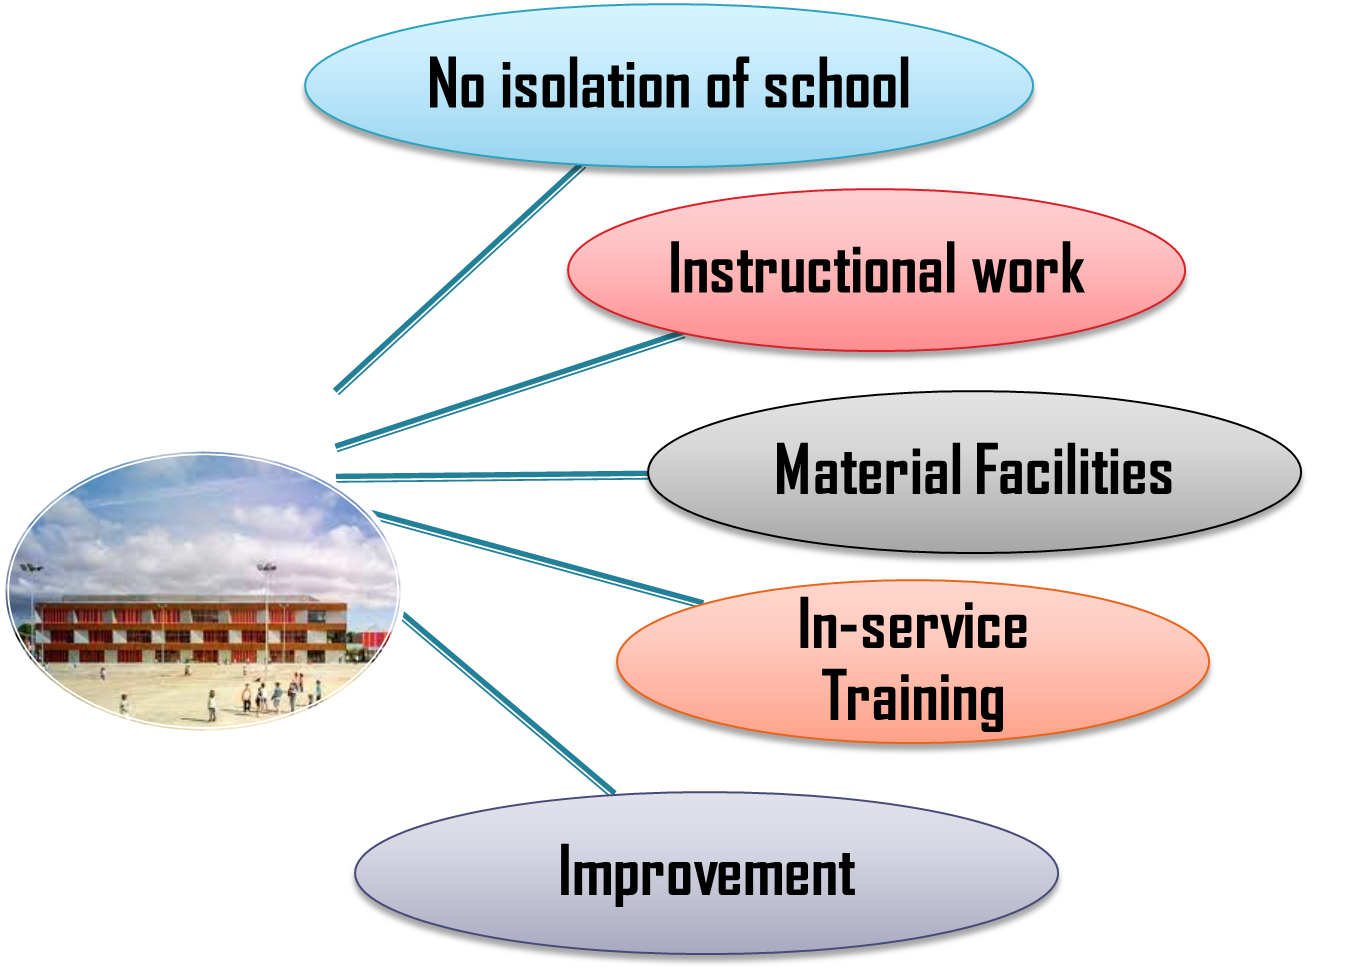 No isolation of school
Instructional work
Material Facilities
In-service
Training
Improvement